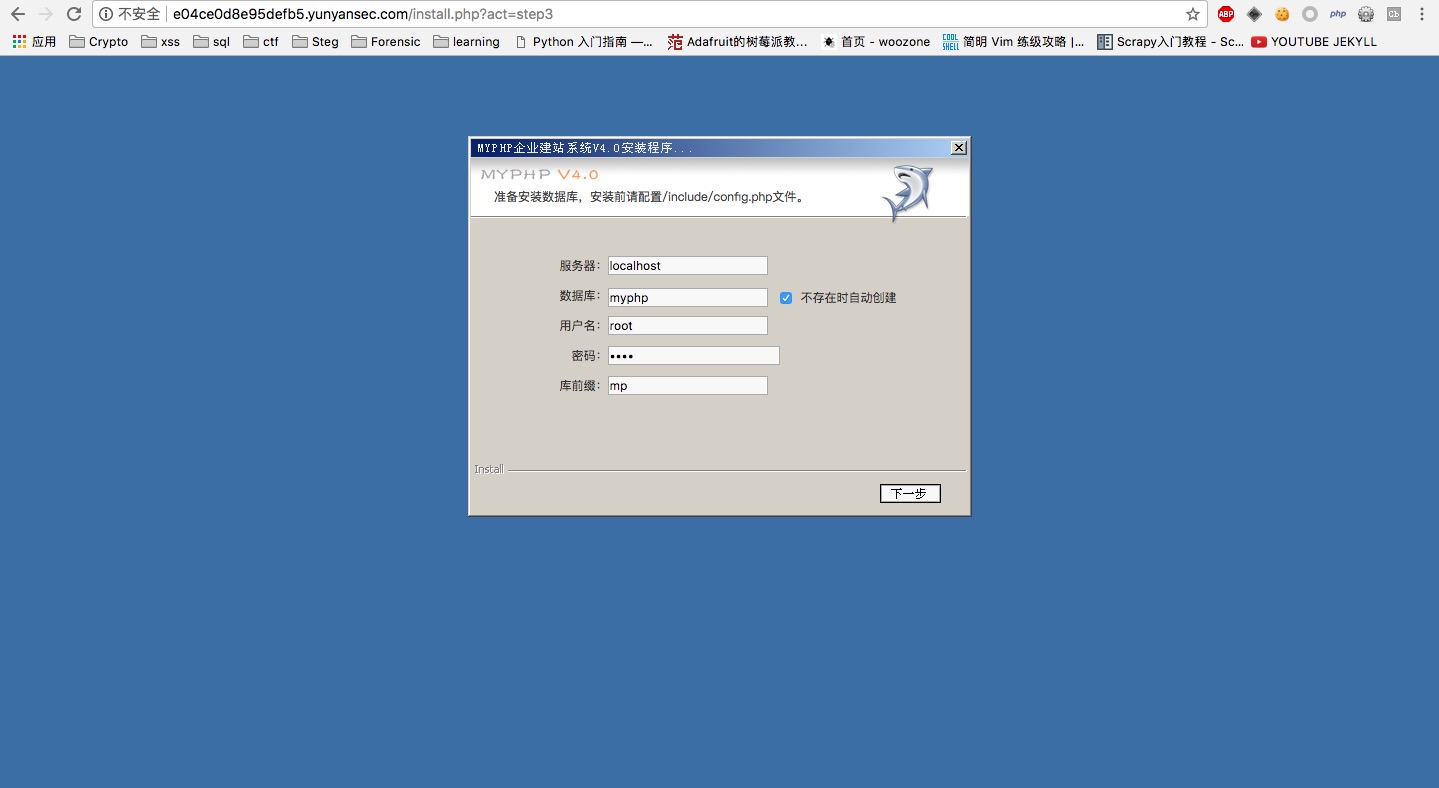 不安全 e04ce0d8e95defb5.yunyansec.com/install.php?act=step3
ABP php Cb
应用 Crypto xss sql ctf Steg Forensic learning Python 入门指南 —... 范 Adafruit的树莓派教... 首页 - woozone COOL SHELL 简明 Vim 练级攻略 |... Scrapy入门教程 - Sc... YOUTUBE JEKYLL
MYPHP企业建站系统V4.0安装程序...
MYPHP V4.0
准备安装数据库，安装前请配置/include/config.php文件。
服务器： localhost
数据库： myphp 不存在时自动创建
用户名： root
密码： ••••
库前缀： mp
Install
下一步